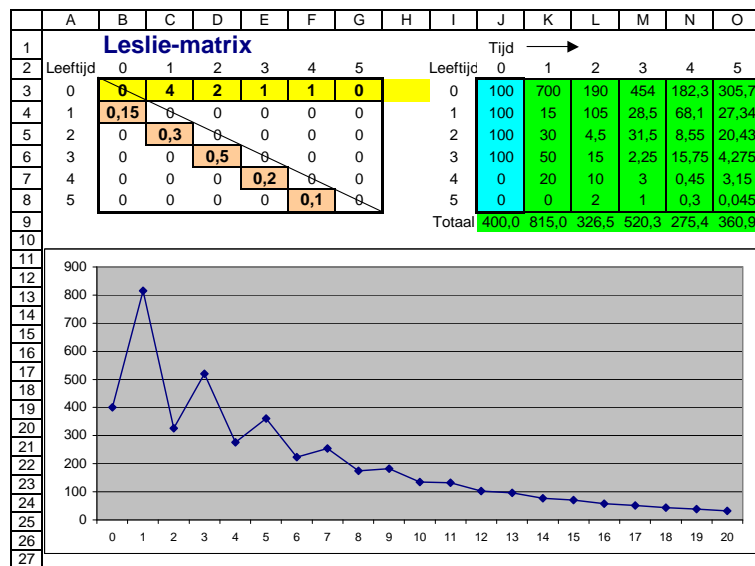 A B C D E F G H I J K L M N O
1 Leslie-matrix Tijd
2 Leeftijd 0 1 2 3 4 5 Leeftijd 0 1 2 3 4 5
3 0 0 4 2 1 1 0 0 100 700 190 454 182,3 305,7
4 1 0,15 0 0 0 0 0 1 100 15 105 28,5 68,1 27,34
5 2 0 0,3 0 0 0 0 2 100 30 4,5 31,5 8,55 20,43
6 3 0 0 0,5 0 0 0 3 100 50 15 2,25 15,75 4,275
7 4 0 0 0 0,2 0 0 4 0 20 10 3 0,45 3,15
8 5 0 0 0 0 0,1 0 5 0 0 2 1 0,3 0,045
9 Totaal 400,0 815,0 326,5 520,3 275,4 360,9
10
11
12 900
13 800
14 700
15
16 600
17 500
18
19 400
20
21 300
22 200
23
24 100
25 0
26 0 1 2 3 4 5 6 7 8 9 10 11 12 13 14 15 16 17 18 19 20
27